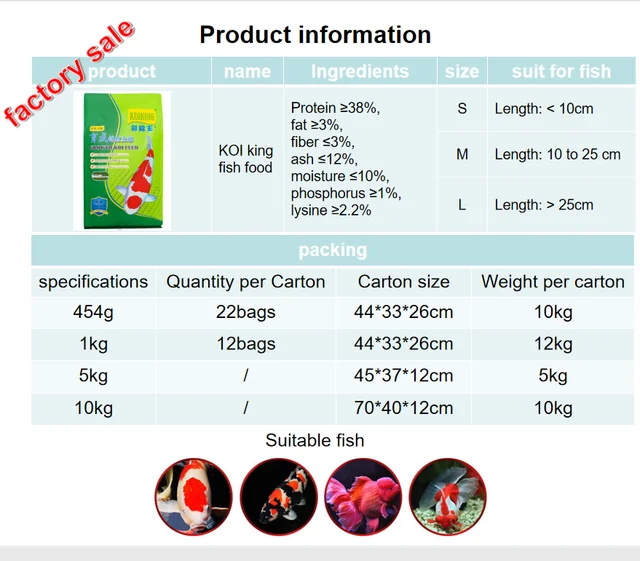 Product information
factory sale
product name Ingredients size suit for fish
彩鲤王
KOI king
fish food
Protein ≥38%,
fat ≥3%,
fiber ≤3%,
ash ≤12%,
moisture ≤10%,
phosphorus ≥1%,
lysine ≥2.2%
S Length: < 10cm
M Length: 10 to 25 cm
L Length: > 25cm
packing
specifications Quantity per Carton Carton size Weight per carton
454g 22bags 44*33*26cm 10kg
1kg 12bags 44*33*26cm 12kg
5kg / 45*37*12cm 5kg
10kg / 70*40*12cm 10kg
Suitable fish